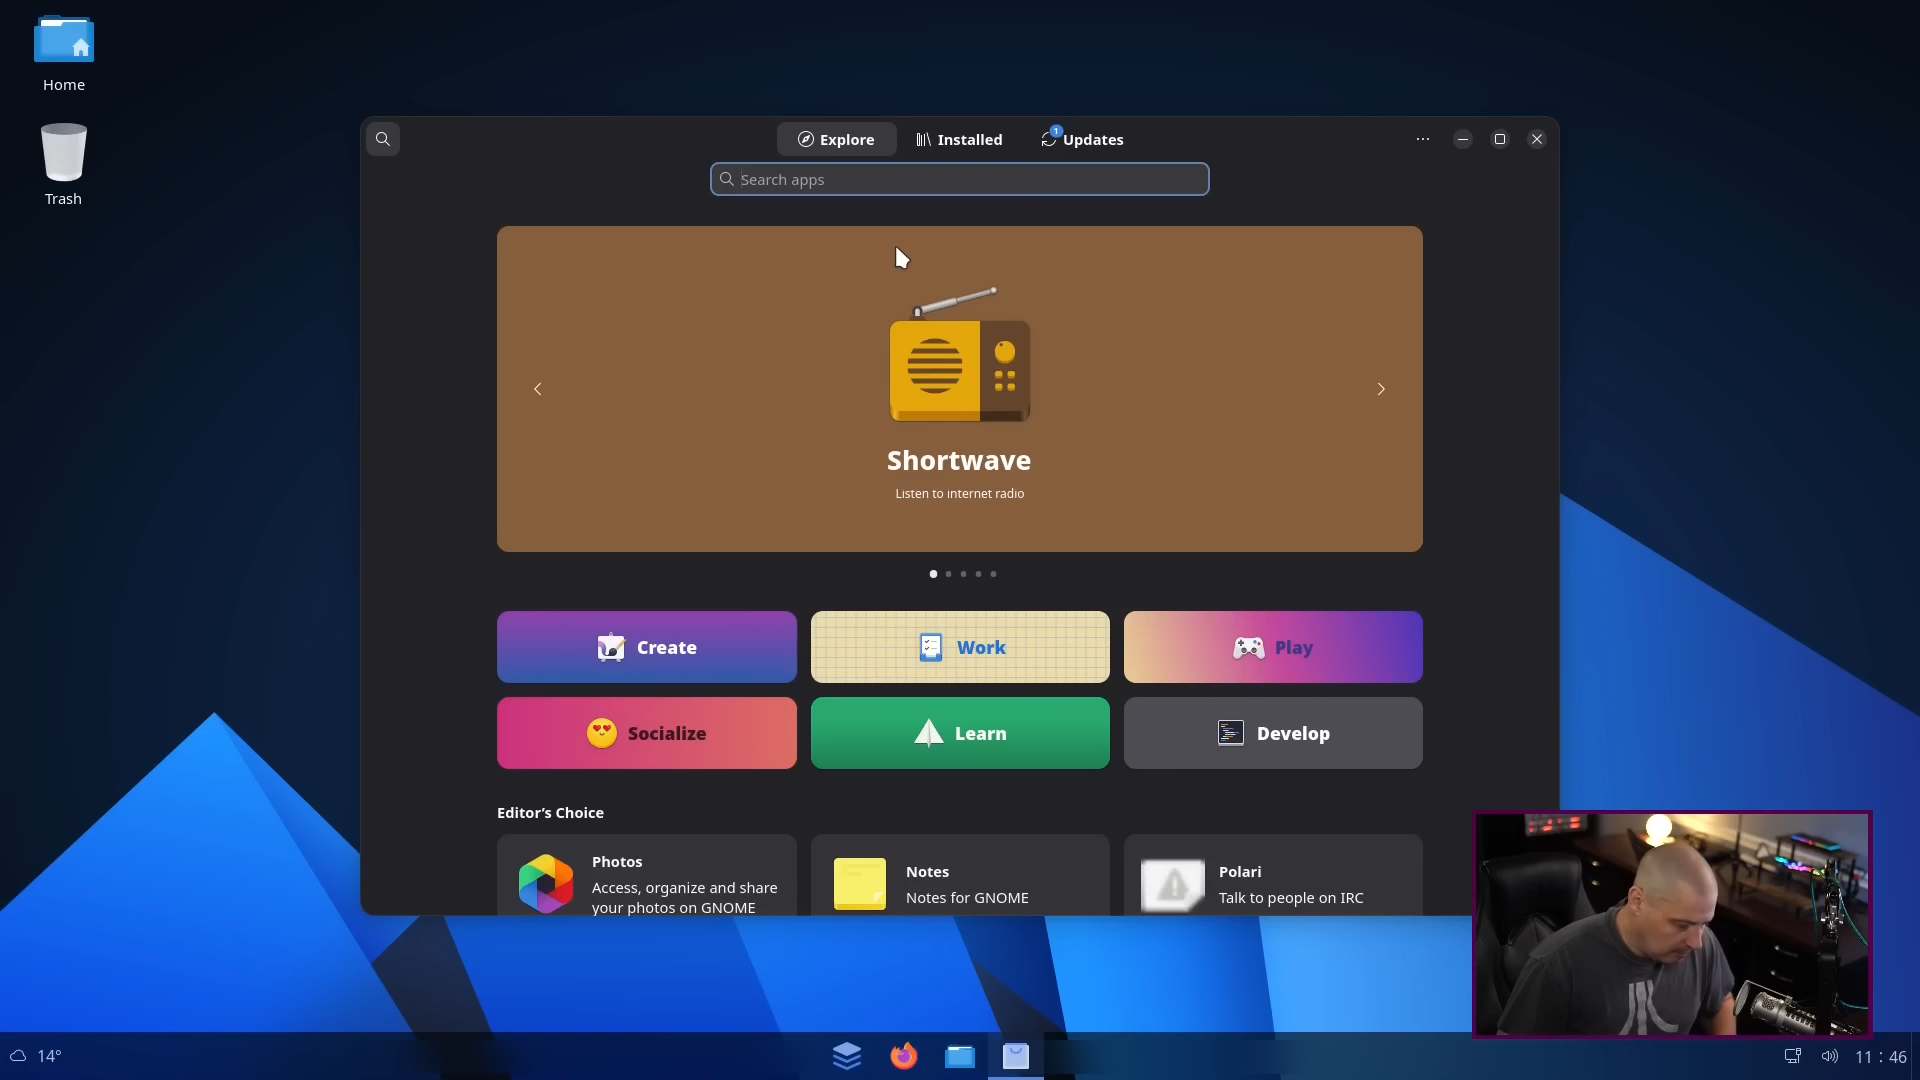 Home
Trash
Explore
Installed
1
Updates
Search apps
Shortwave
Listen to internet radio
Create
Work
Play
Socialize
Learn
Develop
Editor’s Choice
Photos
Access, organize and share
your photos on GNOME
Notes
Notes for GNOME
Polari
Talk to people on IRC
14°
11 : 46